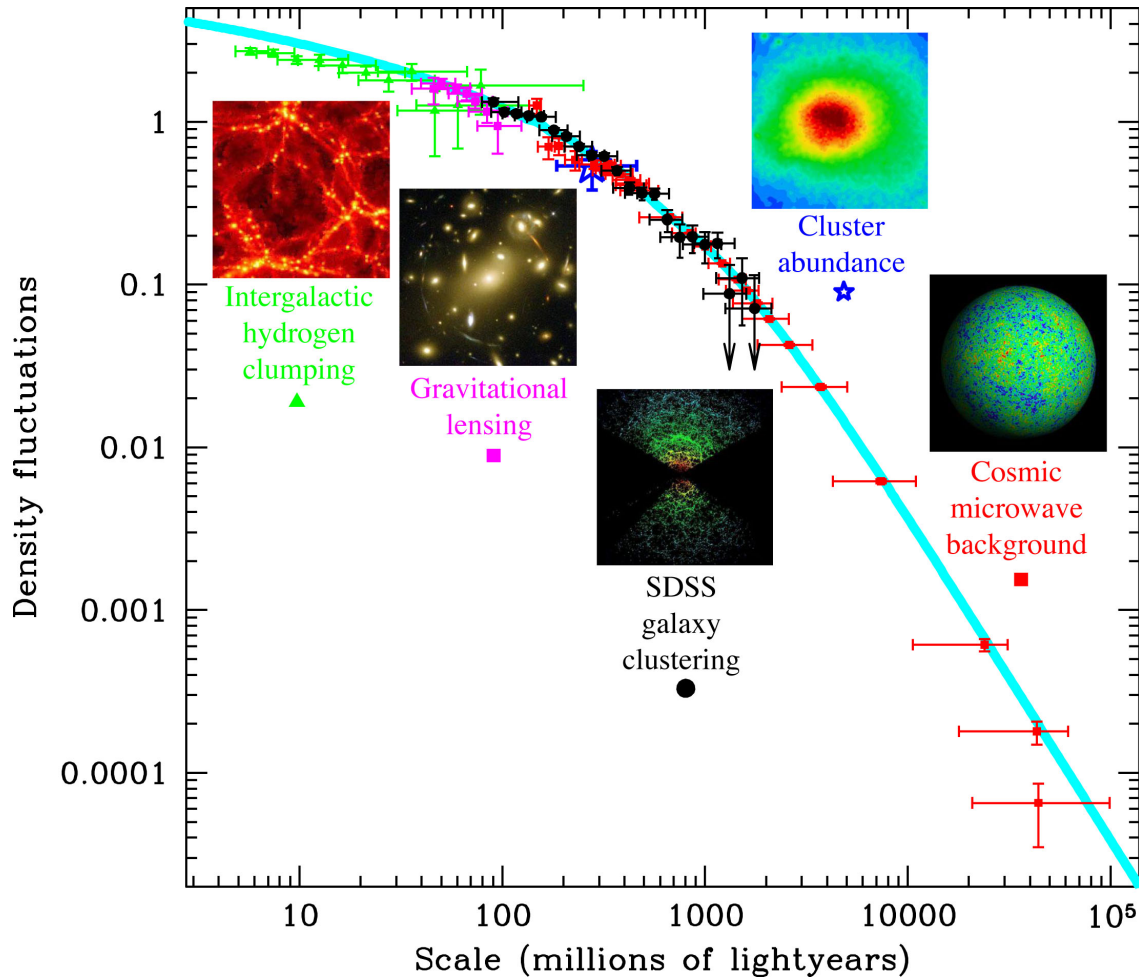 10
1
0.1
0.01
0.001
0.0001
Density fluctuations
Intergalactic
hydrogen
clumping
Gravitational
lensing
SDSS
galaxy
clustering
Cluster
abundance
Cosmic
microwave
background
10
100
1000
10000
10⁵
Scale (millions of lightyears)